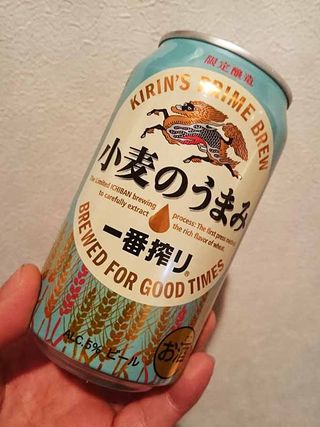 限定醸造
KIRIN'S PRIME BREW
小麦のうまみ
The Limited ICHIBAN brewing process: The first press method
to carefully extract the rich flavor of wheat.
一番搾り
BREWED FOR GOOD TIMES
ALC.5% ビール
お酒